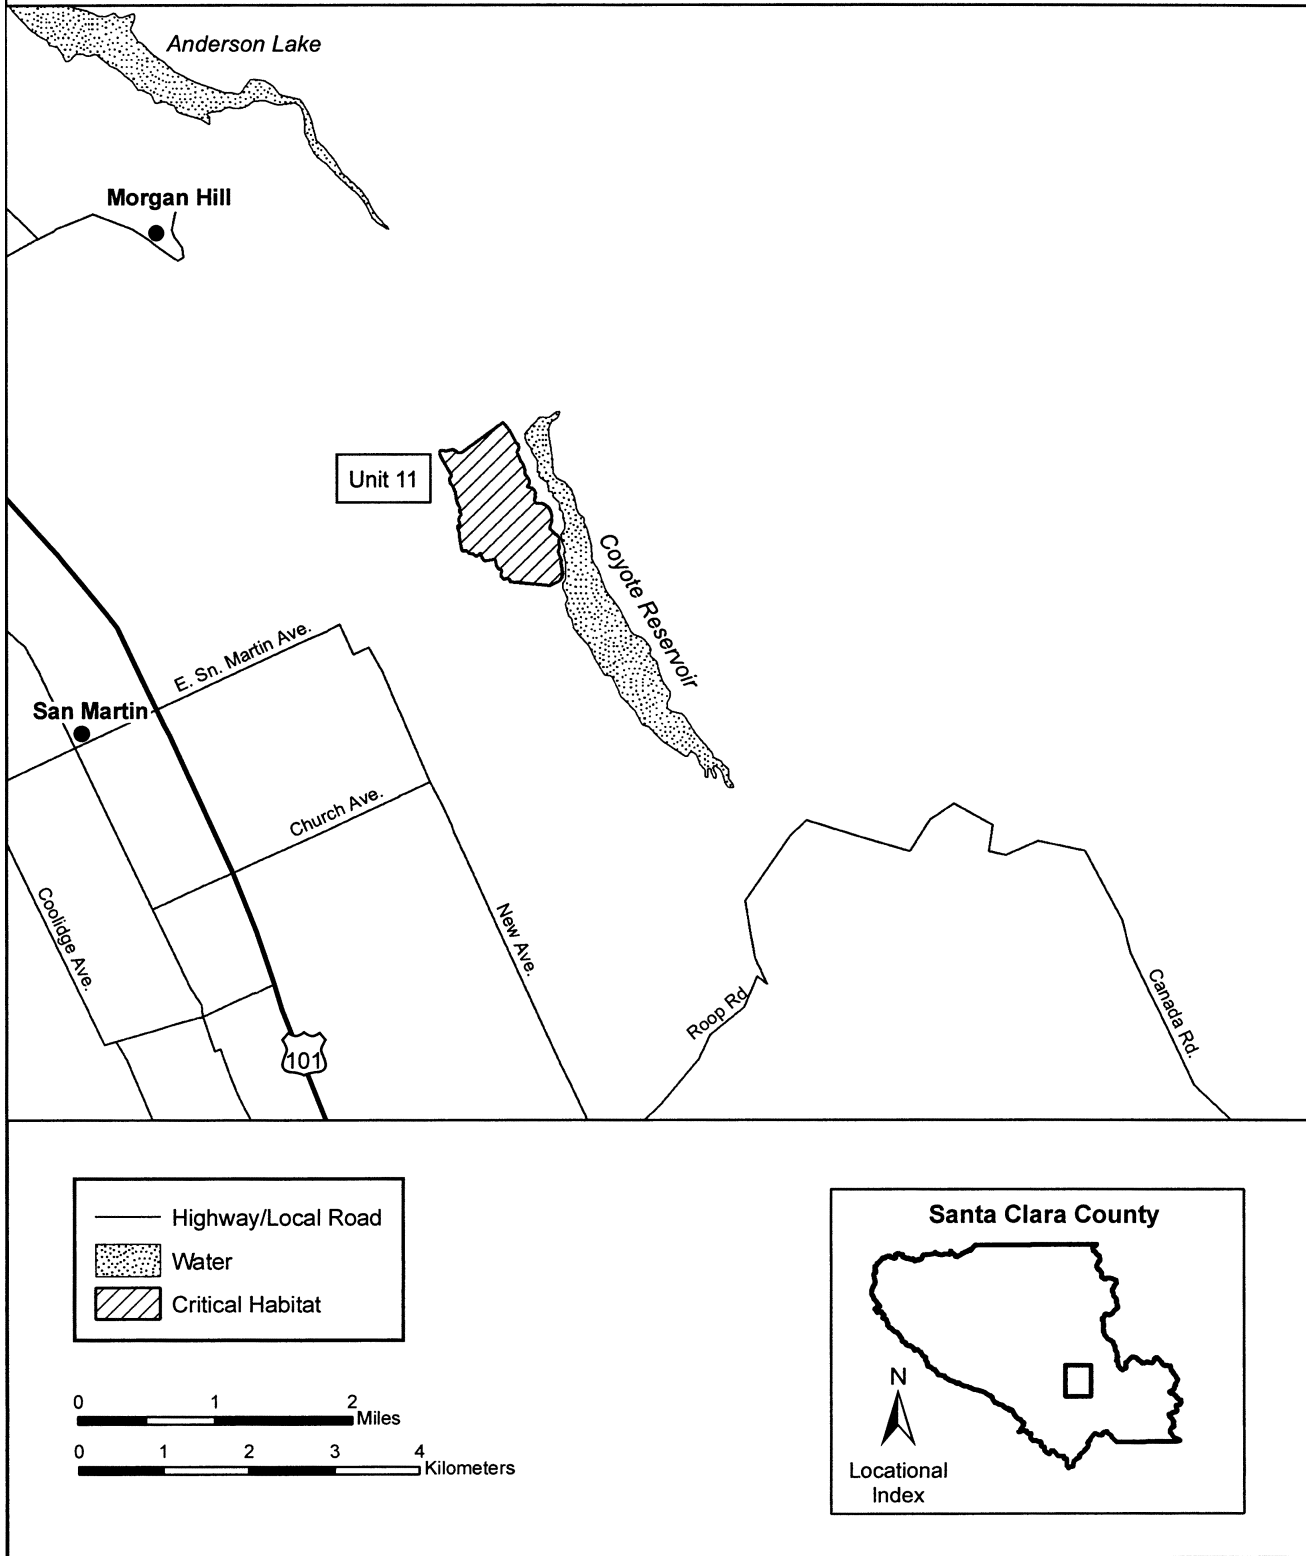 Anderson Lake
Morgan Hill
Unit 11
Coyote Reservoir
E. Sn. Martin Ave.
San Martin
Church Ave.
Coolidge Ave.
New Ave.
Roop Rd
Canada Rd.
101
Highway/Local Road
Water
Critical Habitat
0 1 2
Miles
0 1 2 3 4
Kilometers
Santa Clara County
N
Locational
Index